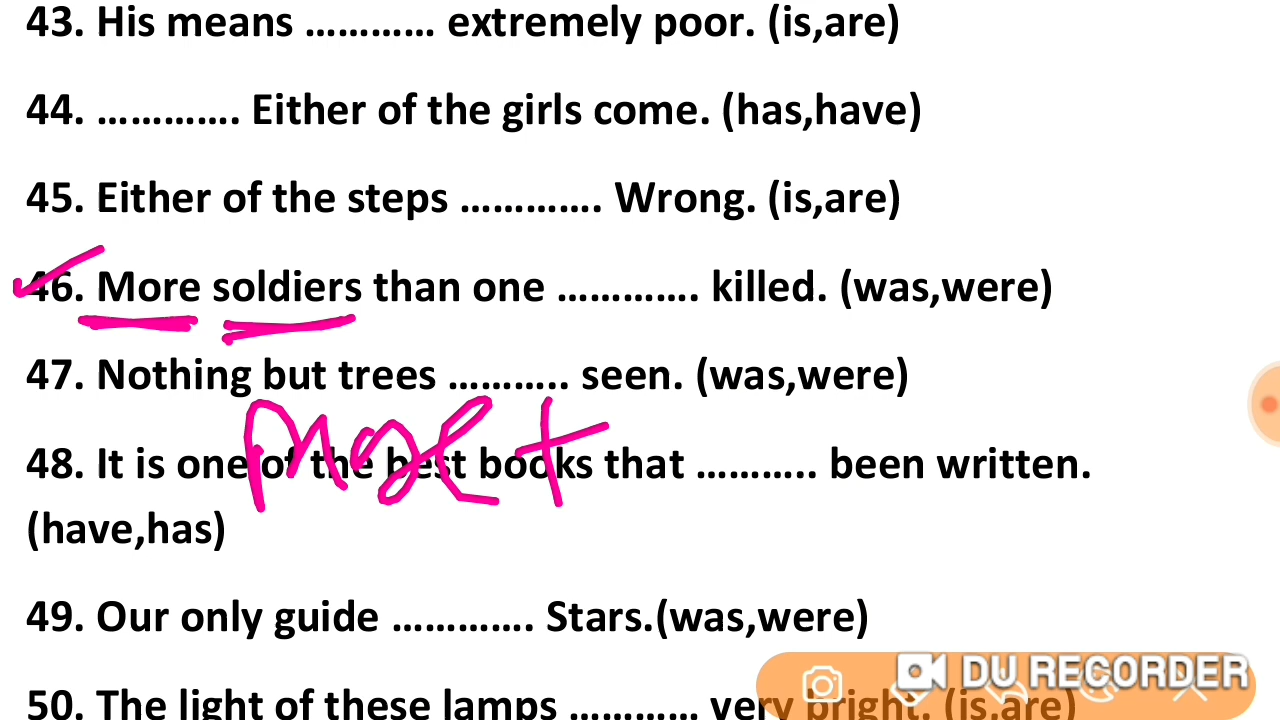 43. His means ............ extremely poor. (is,are)
44. ............. Either of the girls come. (has,have)
45. Either of the steps ............. Wrong. (is,are)
46. More soldiers than one ............. killed. (was,were)
47. Nothing but trees ........... seen. (was,were)
48. It is one of the best books that ........... been written.
(have,has)
49. Our only guide ............. Stars.(was,were)
50. The light of these lamps ............ very bright. (is,are)
DU RECORDER